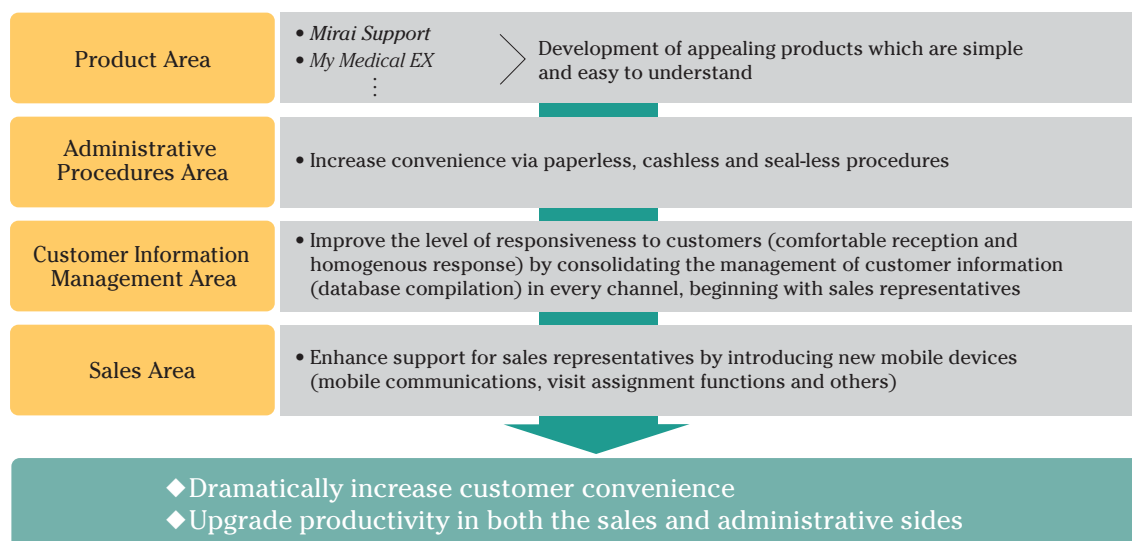 Product Area
• Mirai Support
• My Medical EX
⋮
Development of appealing products which are simple
and easy to understand
Administrative
Procedures Area
• Increase convenience via paperless, cashless and seal-less procedures
Customer Information
Management Area
• Improve the level of responsiveness to customers (comfortable reception and
homogenous response) by consolidating the management of customer information
(database compilation) in every channel, beginning with sales representatives
Sales Area
• Enhance support for sales representatives by introducing new mobile devices
(mobile communications, visit assignment functions and others)
◆Dramatically increase customer convenience
◆Upgrade productivity in both the sales and administrative sides